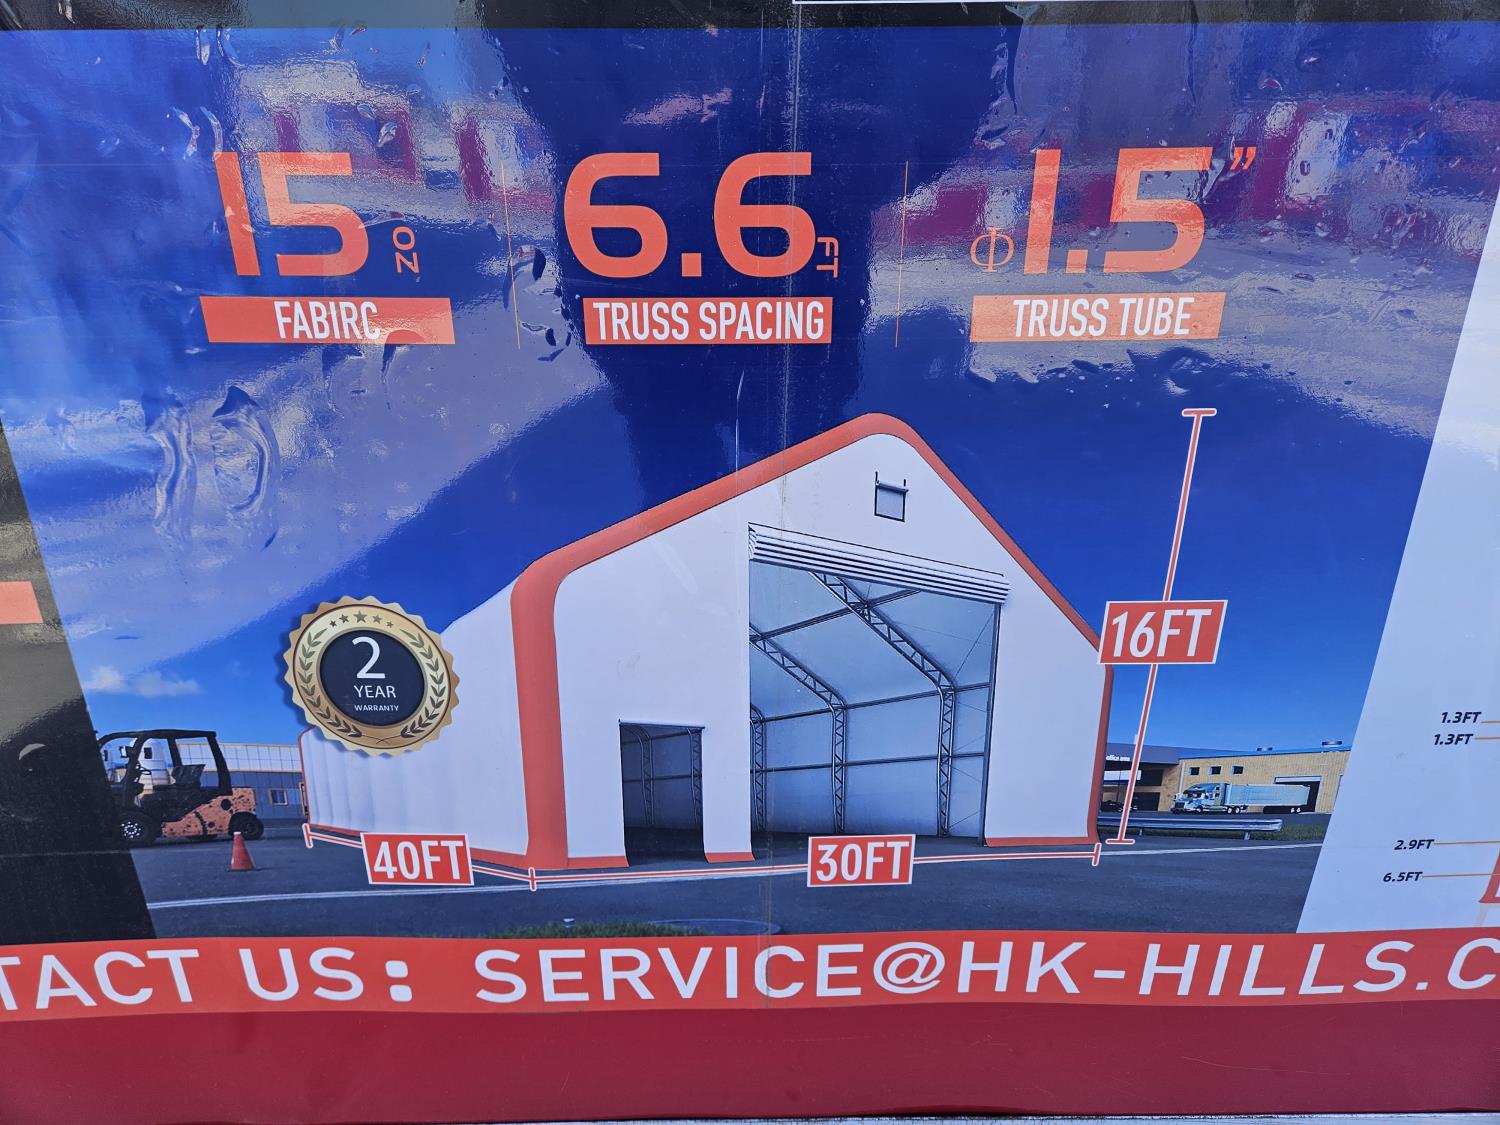 15 OZ
FABIRC
6.6 FT
TRUSS SPACING
Φ1.5”
TRUSS TUBE
16FT
2
YEAR
WARRANTY
1.3FT
1.3FT
40FT
30FT
2.9FT
6.5FT
TACT US: SERVICE@HK-HILLS.C